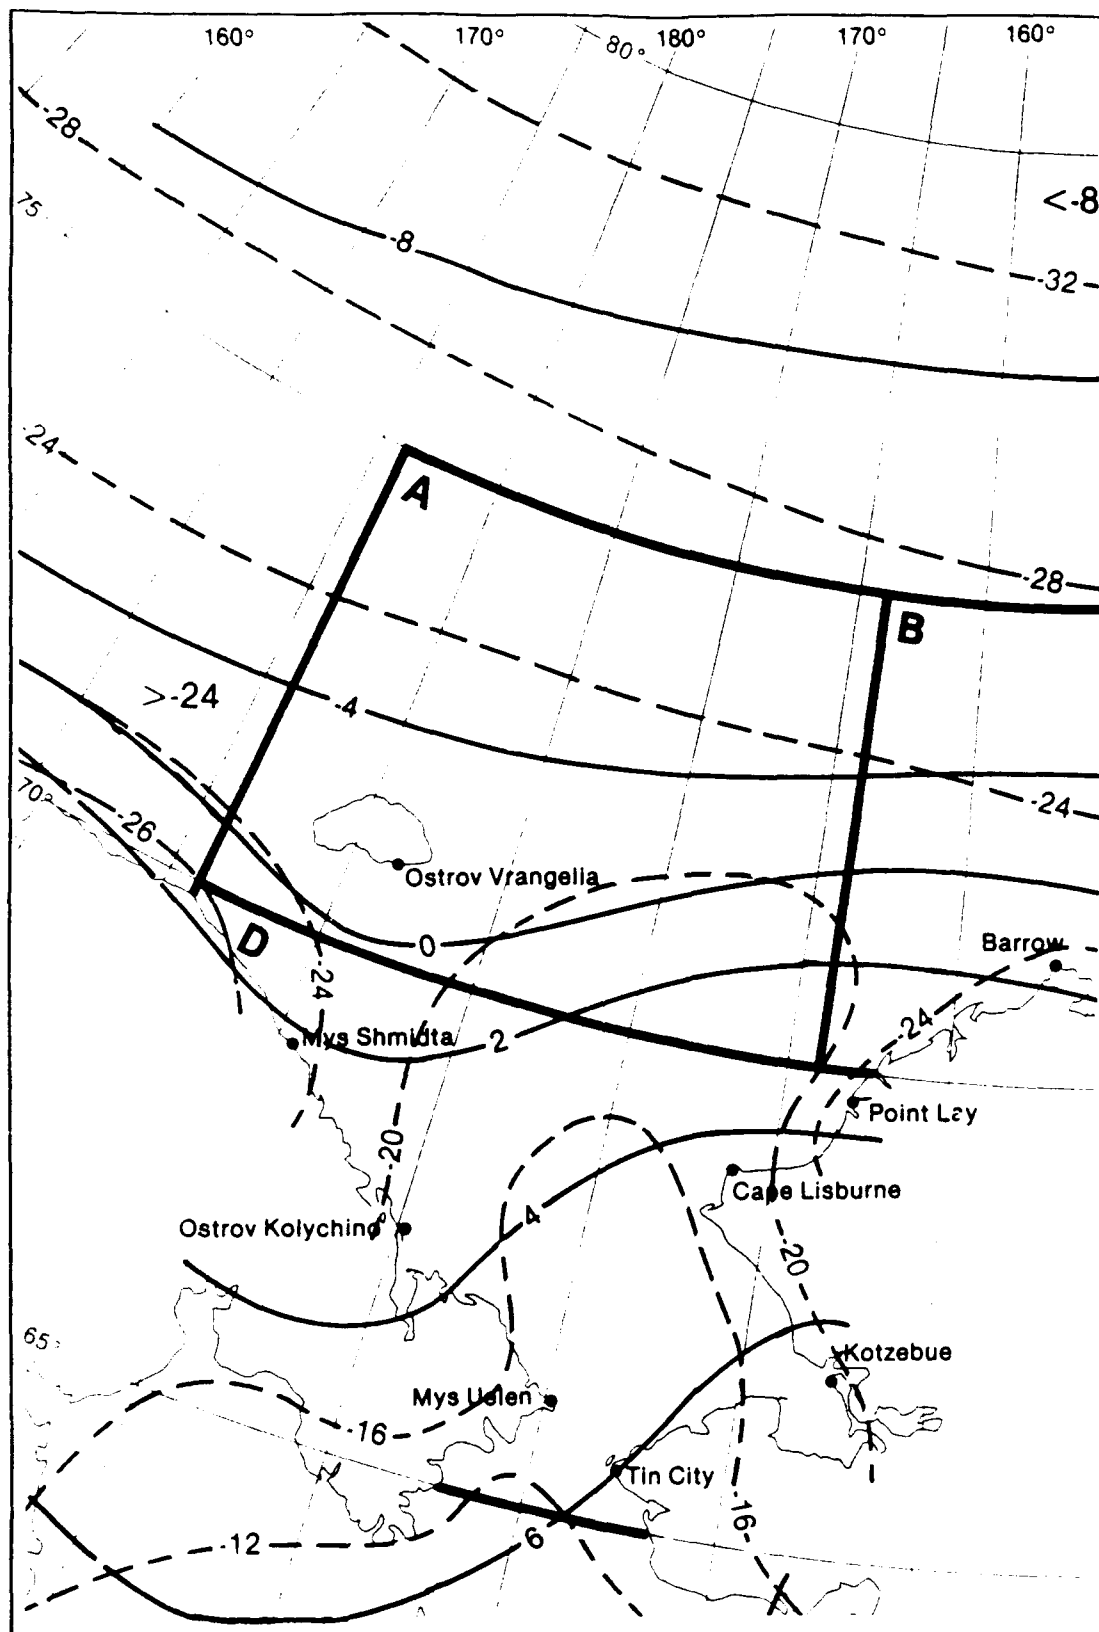 160° 170° 180° 170° 160°
80°
-28
<-8
75
-8
-32
-24
A
-28
B
>-24
-4
-24
70°
-26
Ostrov Vrangelia
D
0
Barrow
-24
-24
Mys Shmidta
2
Point Lay
-20
Cape Lisburne
4
Ostrov Kolychino
-20
65°
Kotzebue
Mys Uelen
-16
Tin City
-16
-12
6